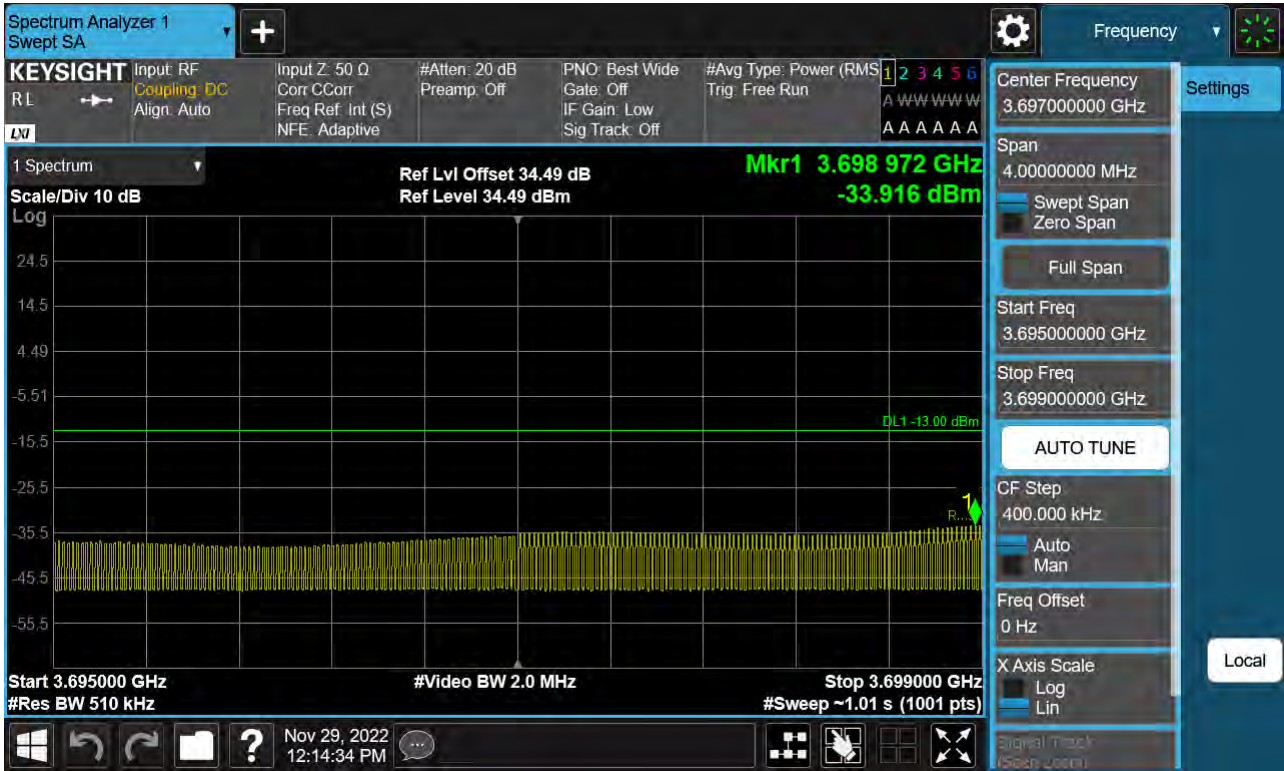 Spectrum Analyzer 1
Swept SA
+
Frequency
KEYSIGHT
RL
LXI
Input: RF
Coupling: DC
Align: Auto
Input Z: 50 Ω
Corr CCorr
Freq Ref: Int (S)
NFE: Adaptive
#Atten: 20 dB
Preamp: Off
PNO: Best Wide
Gate: Off
IF Gain: Low
Sig Track: Off
#Avg Type: Power (RMS
Trig: Free Run
1 2 3 4 5 6
A W W W W W
A A A A A A
1 Spectrum
Scale/Div 10 dB
Log
Ref Lvl Offset 34.49 dB
Ref Level 34.49 dBm
Mkr1 3.698 972 GHz
-33.916 dBm
24.5
14.5
4.49
-5.51
DL1 -13.00 dBm
-15.5
-25.5
1
R...
-35.5
-45.5
-55.5
Start 3.695000 GHz
#Res BW 510 kHz
#Video BW 2.0 MHz
Stop 3.699000 GHz
#Sweep ~1.01 s (1001 pts)
Center Frequency
3.697000000 GHz
Settings
Span
4.00000000 MHz
Swept Span
Zero Span
Full Span
Start Freq
3.695000000 GHz
Stop Freq
3.699000000 GHz
AUTO TUNE
CF Step
400.000 kHz
Auto
Man
Freq Offset
0 Hz
X Axis Scale
Log
Lin
Local
Signal Track
(Span Zoom)
?
Nov 29, 2022
12:14:34 PM